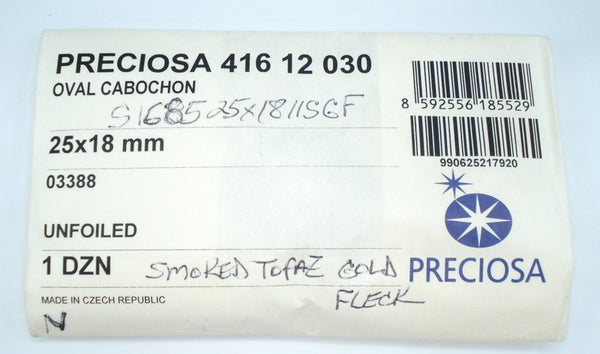 PRECIOSA 416 12 030
OVAL CABOCHON
S1685 25x18 11SGF
25x18 mm
03388
UNFOILED
1 DZN
SMOKED TOPAZ GOLD
FLECK
MADE IN CZECH REPUBLIC
N
8 592556 185529
990625217920
PRECIOSA